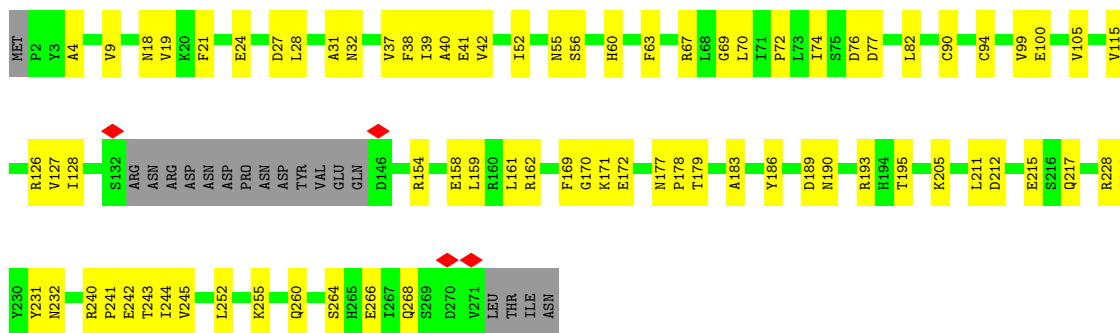 MET P2 Y3 A4 V9 N18 V19 K20 F21 E24 D27 L28 A31 N32 V37 F38 I39 A40 E41 V42 I52 N55 S56 H60 F63 R67 L68 G69 L70 I71 P72 L73 I74 S75 D76 D77 L82 C90 C94 V99 E100 V105 V115
R126 V127 I128 S132 ARG ASN ARG ASP ASN ASP PRO ASN ASP TYR VAL GLU GLN D146 R154 E158 L159 R160 L161 R162 F169 G170 K171 E172 N177 P178 T179 A183 Y186 D189 N190 R193 H194 T195 K205 L211 D212 E215 S216 Q217 R228
Y230 Y231 N232 R240 P241 E242 T243 I244 V245 L252 K255 Q260 S264 H265 E266 I267 Q268 S269 D270 V271 LEU THR ILE ASN